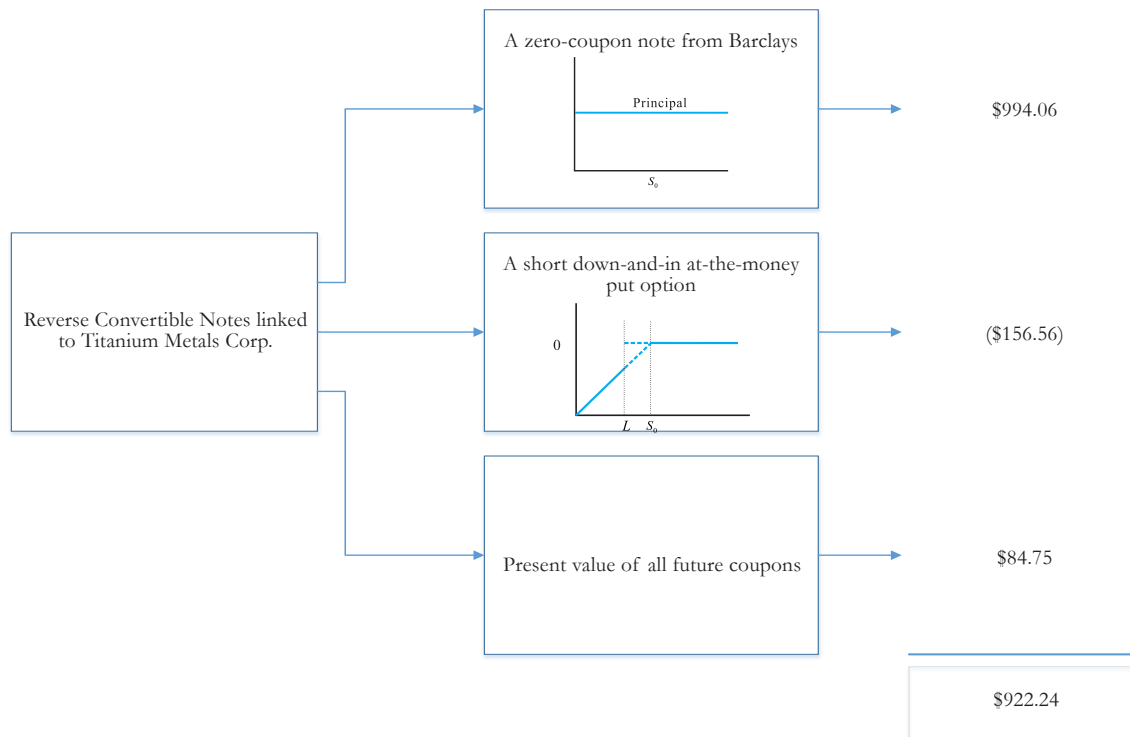 A zero-coupon note from Barclays
Principal
S₀
$994.06
Reverse Convertible Notes linked
to Titanium Metals Corp.
A short down-and-in at-the-money
put option
0
L S₀
($156.56)
Present value of all future coupons
$84.75
$922.24